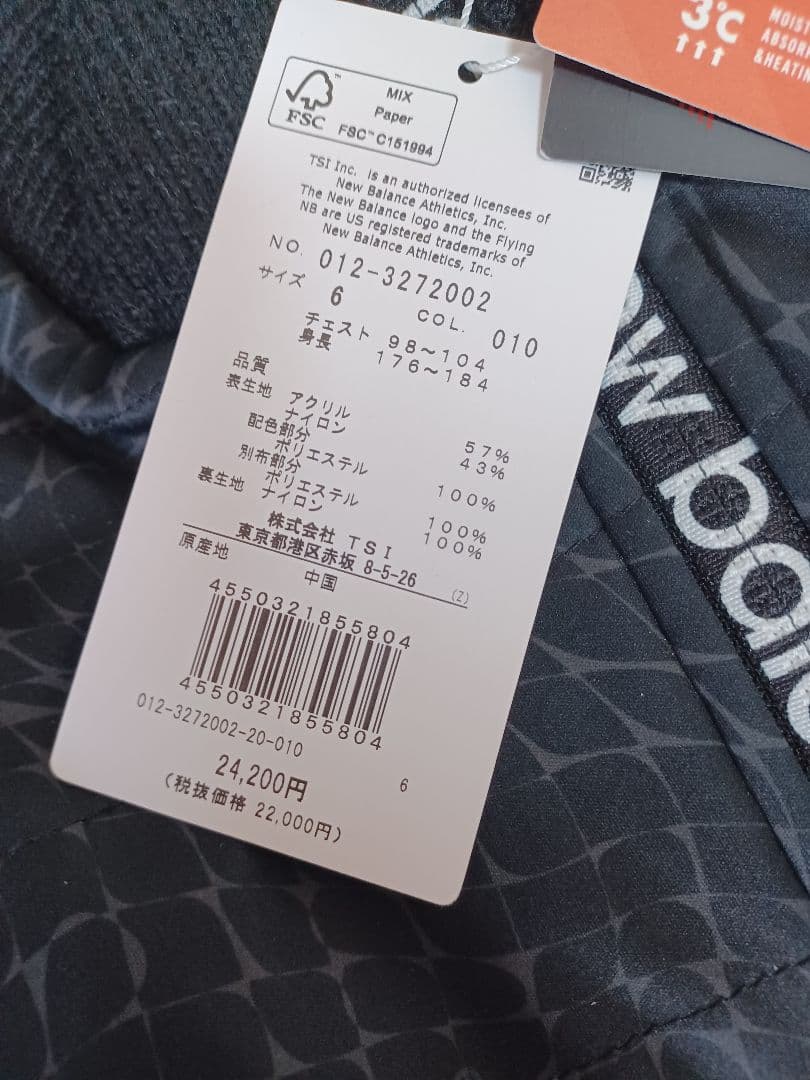 3℃
MOIST
ABSOR
&HEATIN
MIX
Paper
FSC™ C151994
FSC
TSI Inc. is an authorized licensees of
New Balance Athletics, Inc.
The New Balance logo and the Flying
NB are US registered trademarks of
New Balance Athletics, Inc.
NO. 012-3272002
サイズ 6 COL. 010
チェスト 98〜104
身長 176〜184
品質
表生地 アクリル 57%
ナイロン 43%
配色部分
ポリエステル 100%
別布部分
ポリエステル 100%
裏生地 ナイロン 100%
株式会社 TSI
東京都港区赤坂 8-5-26
原産地 中国 (Z)
4550321855804
4550321855804
012-3272002-20-010
24,200円 6
(税抜価格 22,000円)
ew bala